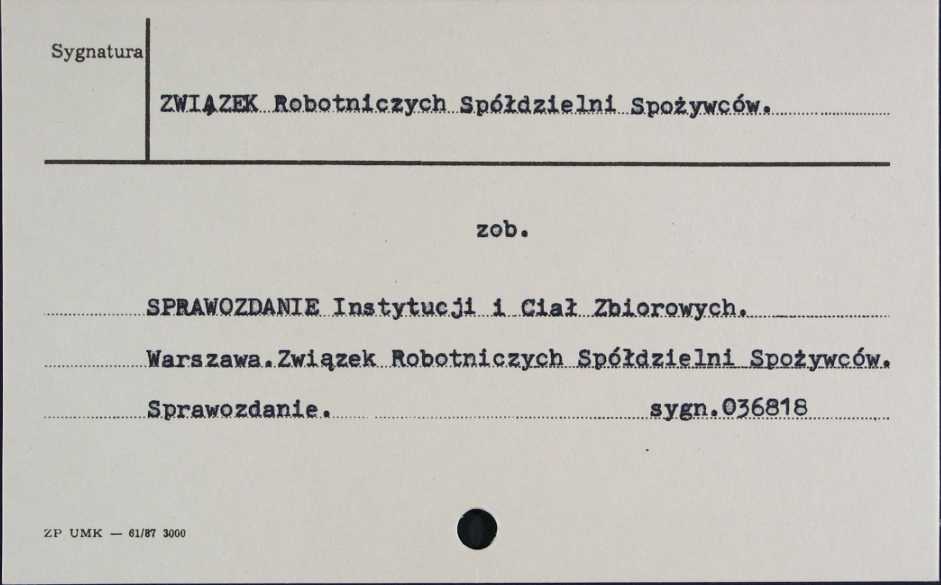 Sygnatura
ZWIĄZEK Robotniczych Spółdzielni Spożywców.
zob.
SPRAWOZDANIE Instytucji i Ciał Zbiorowych.
Warszawa.Związek Robotniczych Spółdzielni Spożywców.
Sprawozdanie. sygn.036818
ZP UMK — 61/87 3000